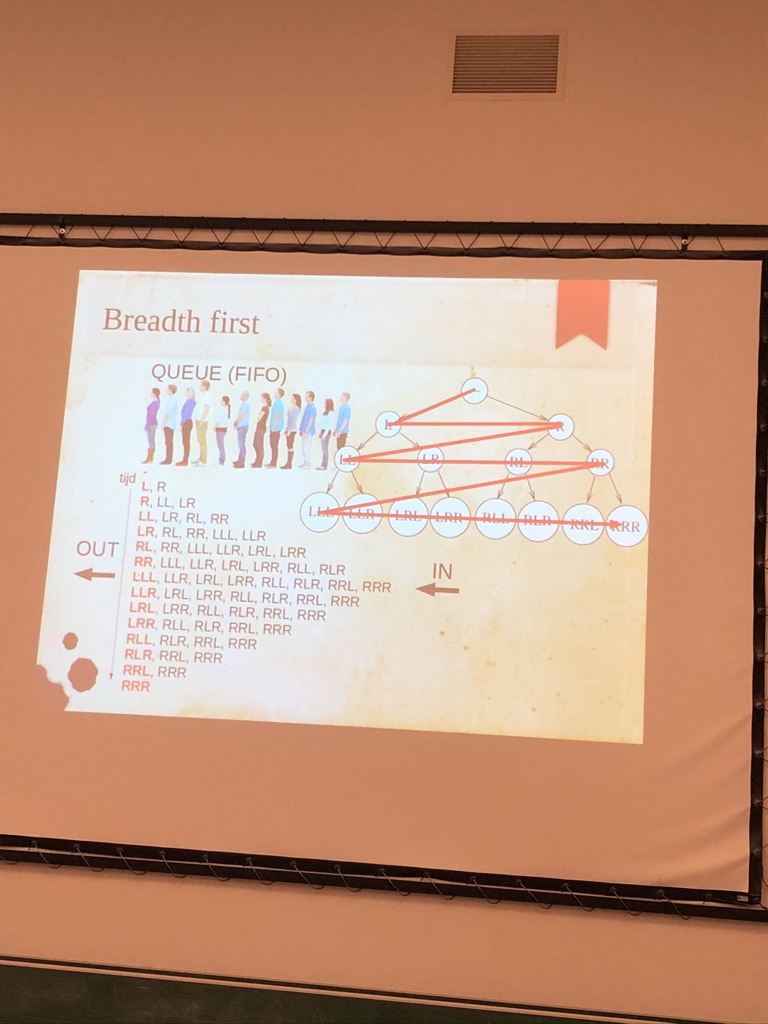 Breadth first
QUEUE (FIFO)
-
L R
LL LR RL RR
LLL LLR LRL LRR RLL RLR RRL RRR
tijd -
L, R
R, LL, LR
LL, LR, RL, RR
LR, RL, RR, LLL, LLR
RL, RR, LLL, LLR, LRL, LRR
RR, LLL, LLR, LRL, LRR, RLL, RLR
LLL, LLR, LRL, LRR, RLL, RLR, RRL, RRR
LLR, LRL, LRR, RLL, RLR, RRL, RRR
LRL, LRR, RLL, RLR, RRL, RRR
LRR, RLL, RLR, RRL, RRR
RLL, RLR, RRL, RRR
RLR, RRL, RRR
RRL, RRR
RRR
OUT
IN